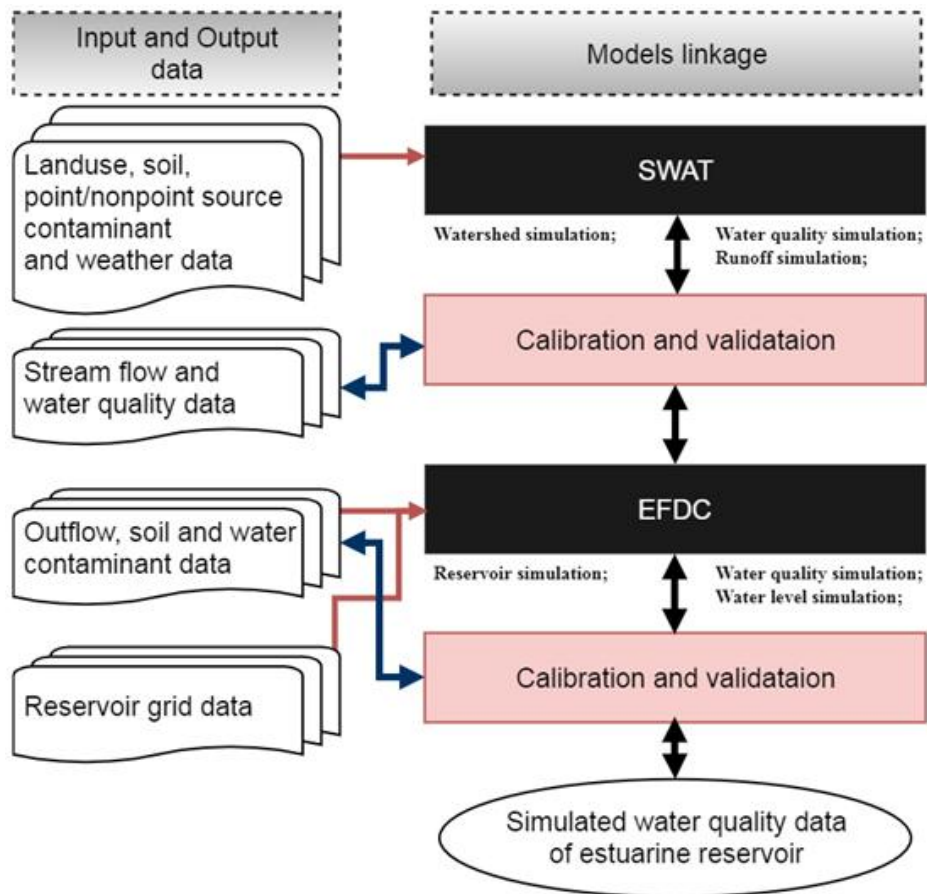 Input and Output
data
Models linkage
Landuse, soil,
point/nonpoint source
contaminant
and weather data
SWAT
Watershed simulation;
Water quality simulation;
Runoff simulation;
Calibration and validataion
Stream flow and
water quality data
EFDC
Outflow, soil and water
contaminant data
Reservoir simulation;
Water quality simulation;
Water level simulation;
Calibration and validataion
Reservoir grid data
Simulated water quality data
of estuarine reservoir